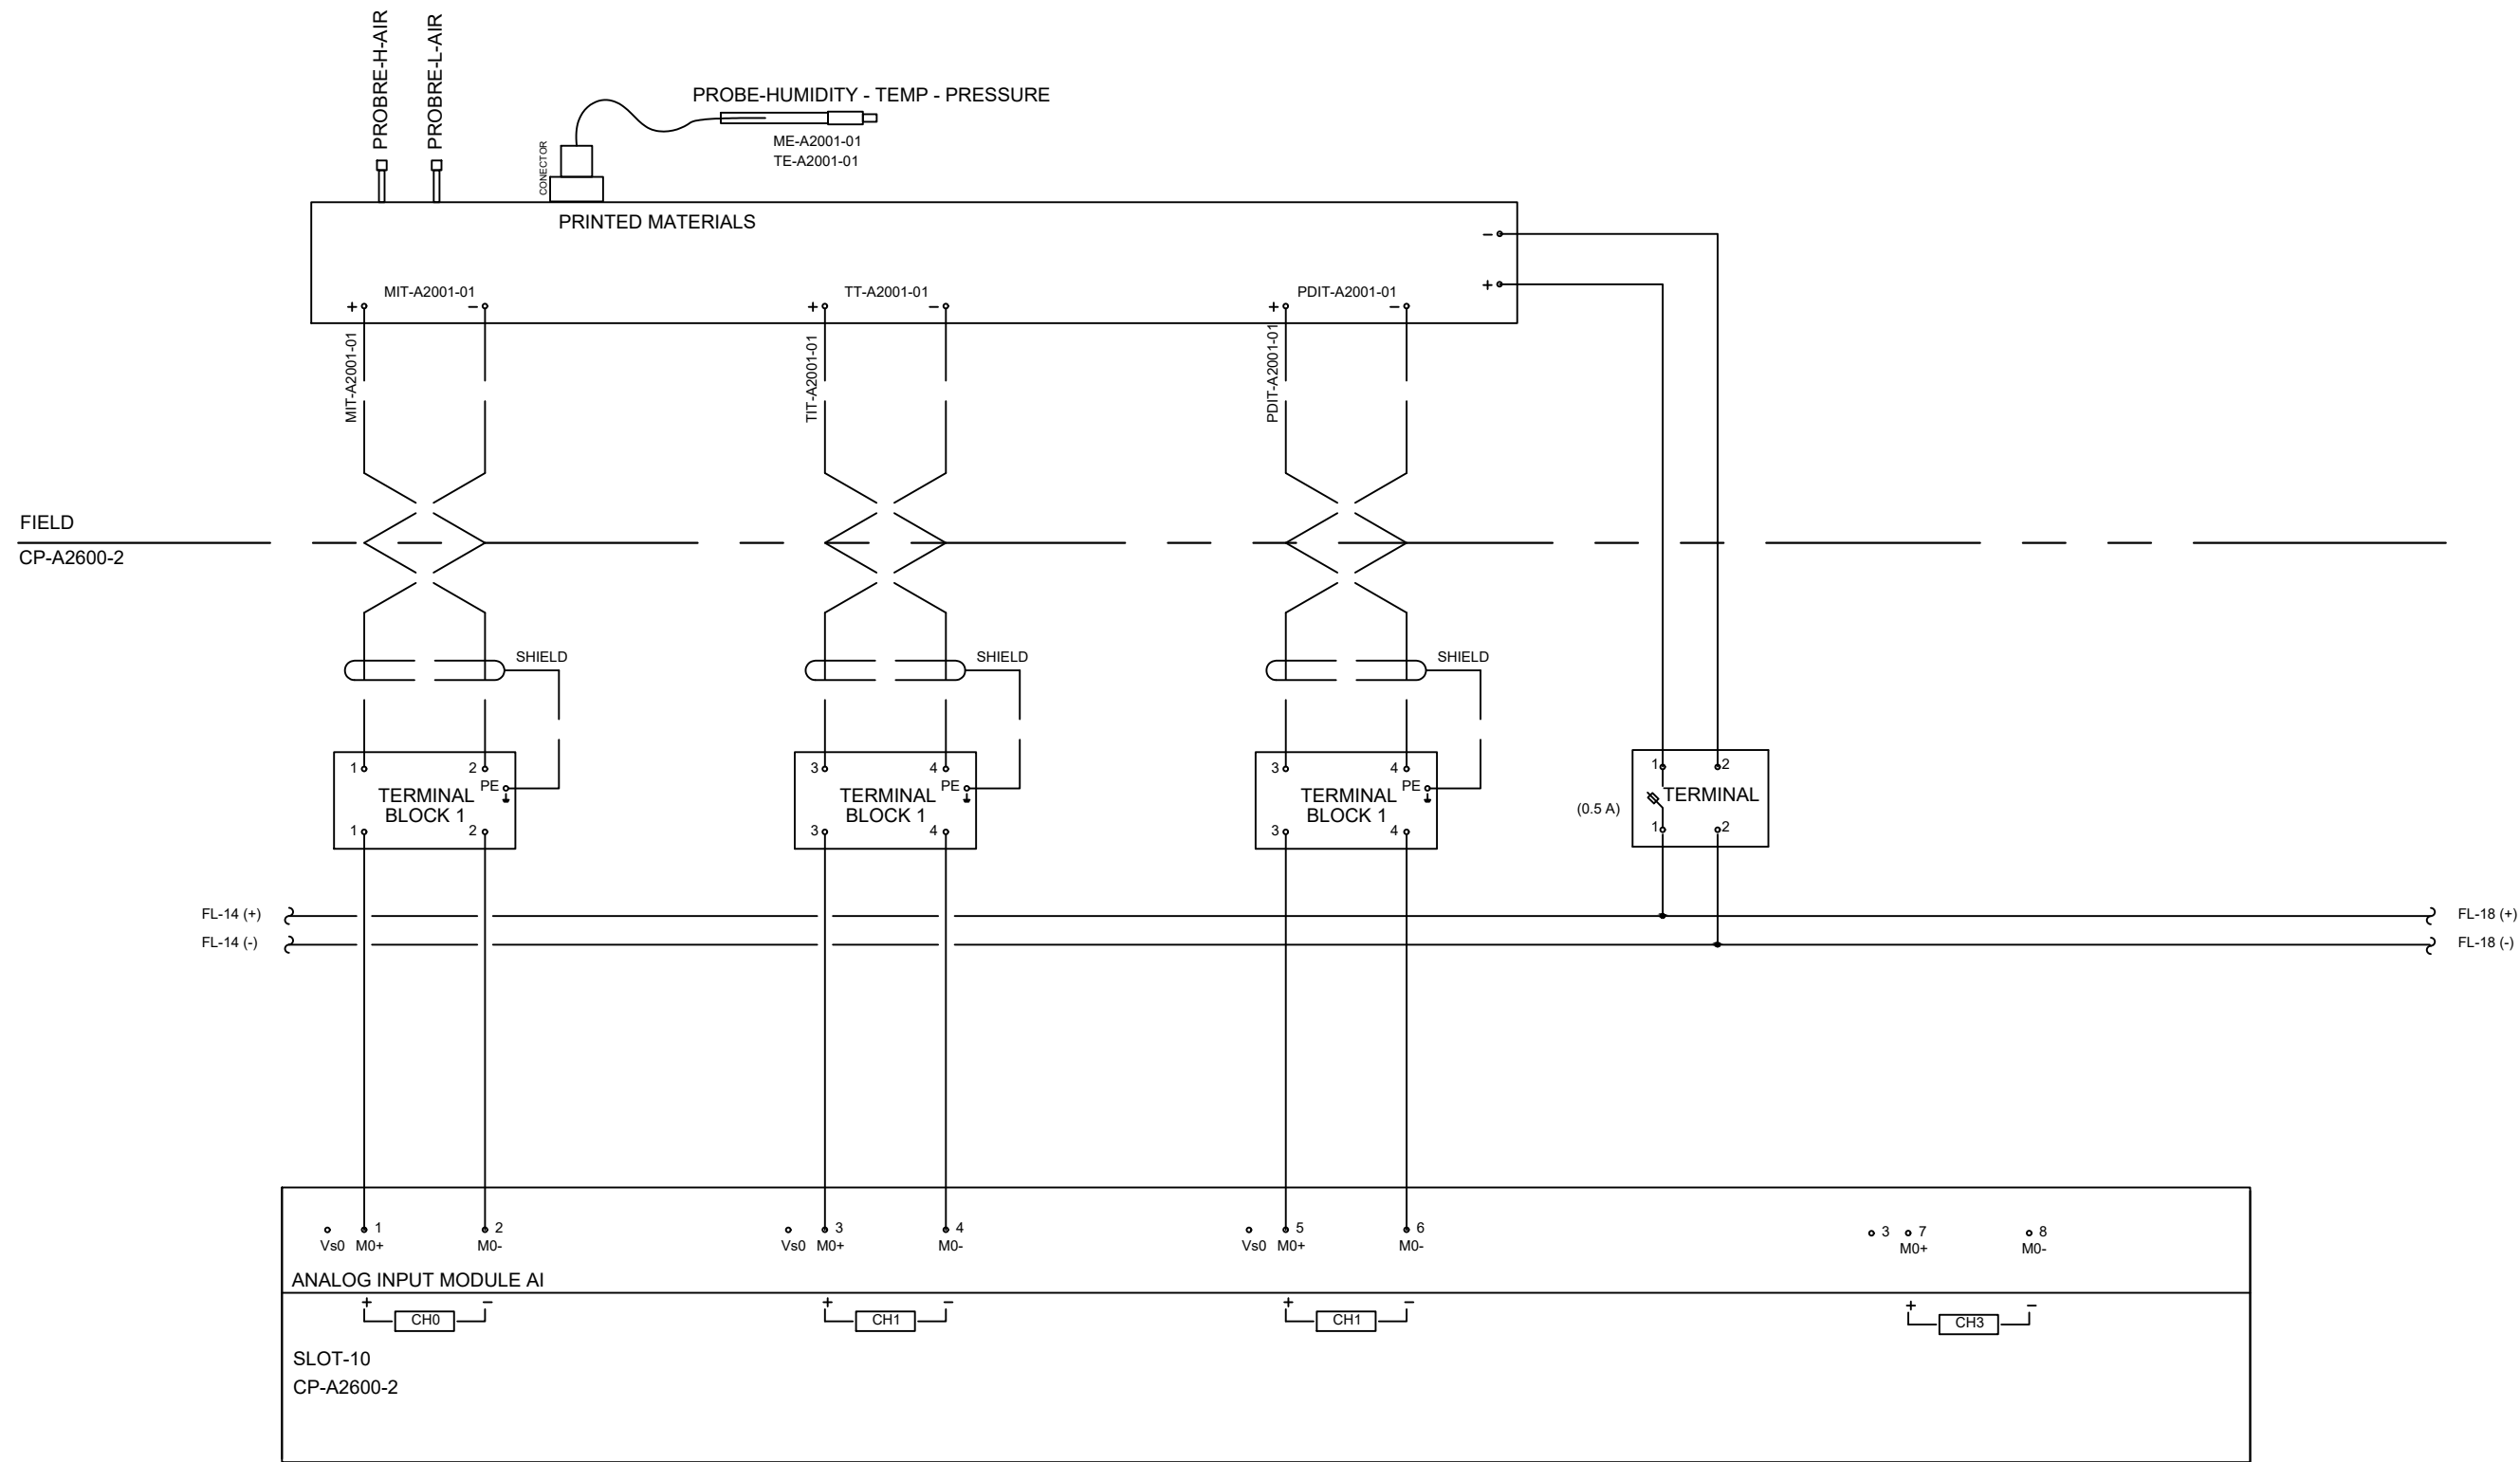 PROBRE-H-AIR
PROBRE-L-AIR
PROBE-HUMIDITY - TEMP - PRESSURE
ME-A2001-01
TE-A2001-01
CONECTOR
PRINTED MATERIALS
−
+
MIT-A2001-01
TT-A2001-01
PDIT-A2001-01
+ −
+ −
+ −
MIT-A2001-01
TIT-A2001-01
PDIT-A2001-01
FIELD
CP-A2600-2
SHIELD
SHIELD
SHIELD
1 2
PE
TERMINAL
BLOCK 1
1 2
3 4
PE
TERMINAL
BLOCK 1
3 4
3 4
PE
TERMINAL
BLOCK 1
3 4
1 2
(0.5 A)
TERMINAL
1 2
FL-14 (+)
FL-18 (+)
FL-14 (-)
FL-18 (-)
1 2
Vs0 M0+ M0-
3 4
Vs0 M0+ M0-
5 6
Vs0 M0+ M0-
3 7 8
M0+ M0-
ANALOG INPUT MODULE AI
+ −
CH0
+ −
CH1
+ −
CH1
+ −
CH3
SLOT-10
CP-A2600-2